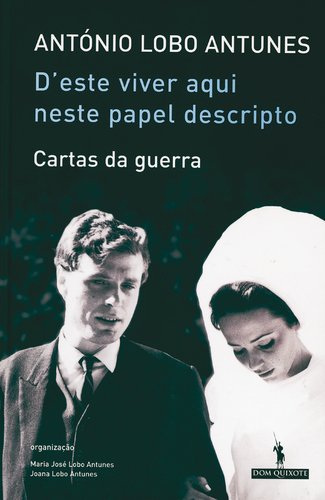 ANTÓNIO LOBO ANTUNES
D'este viver aqui
neste papel descripto
Cartas da guerra
organização
Maria José Lobo Antunes
Joana Lobo Antunes
DOM QUIXOTE